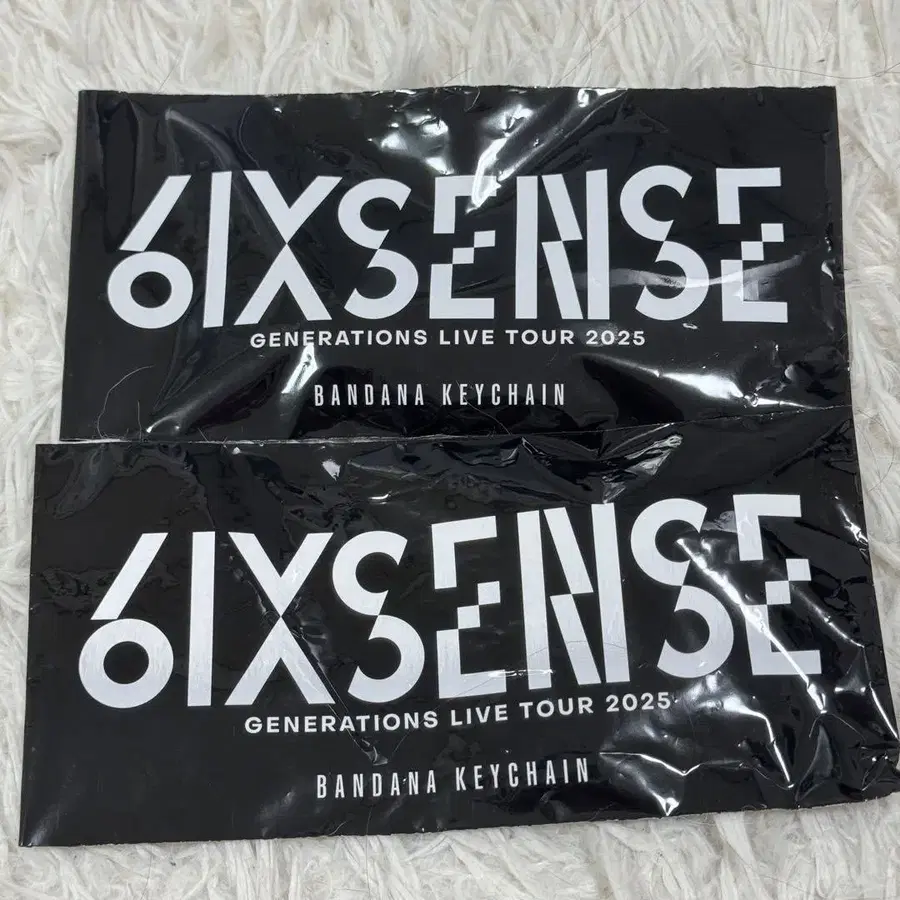 6IXSENSE
GENERATIONS LIVE TOUR 2025
BANDANA KEYCHAIN
6IXSENSE
GENERATIONS LIVE TOUR 2025
BANDANA KEYCHAIN